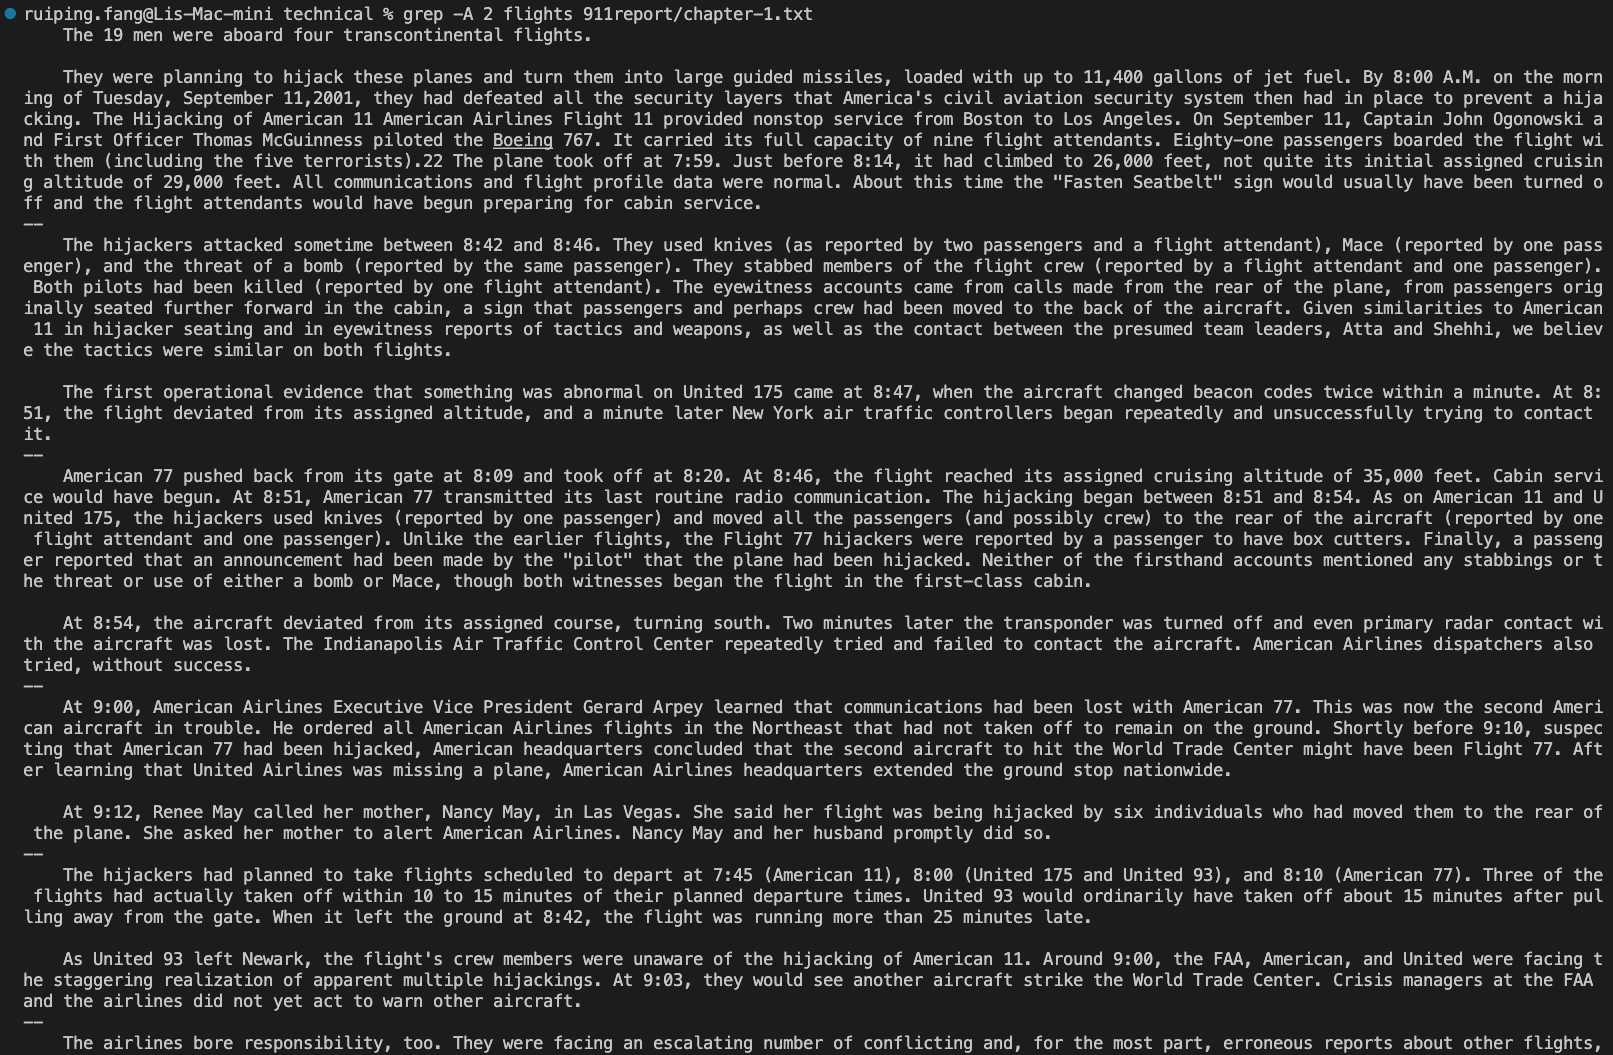 ruiping.fang@Lis-Mac-mini technical % grep -A 2 flights 911report/chapter-1.txt
    The 19 men were aboard four transcontinental flights.

    They were planning to hijack these planes and turn them into large guided missiles, loaded with up to 11,400 gallons of jet fuel. By 8:00 A.M. on the morn
ing of Tuesday, September 11,2001, they had defeated all the security layers that America's civil aviation security system then had in place to prevent a hija
cking. The Hijacking of American 11 American Airlines Flight 11 provided nonstop service from Boston to Los Angeles. On September 11, Captain John Ogonowski a
nd First Officer Thomas McGuinness piloted the Boeing 767. It carried its full capacity of nine flight attendants. Eighty-one passengers boarded the flight wi
th them (including the five terrorists).22 The plane took off at 7:59. Just before 8:14, it had climbed to 26,000 feet, not quite its initial assigned cruisin
g altitude of 29,000 feet. All communications and flight profile data were normal. About this time the "Fasten Seatbelt" sign would usually have been turned o
ff and the flight attendants would have begun preparing for cabin service.
--
    The hijackers attacked sometime between 8:42 and 8:46. They used knives (as reported by two passengers and a flight attendant), Mace (reported by one pass
enger), and the threat of a bomb (reported by the same passenger). They stabbed members of the flight crew (reported by a flight attendant and one passenger).
 Both pilots had been killed (reported by one flight attendant). The eyewitness accounts came from calls made from the rear of the plane, from passengers orig
inally seated further forward in the cabin, a sign that passengers and perhaps crew had been moved to the back of the aircraft. Given similarities to American
 11 in hijacker seating and in eyewitness reports of tactics and weapons, as well as the contact between the presumed team leaders, Atta and Shehhi, we believ
e the tactics were similar on both flights.

    The first operational evidence that something was abnormal on United 175 came at 8:47, when the aircraft changed beacon codes twice within a minute. At 8:
51, the flight deviated from its assigned altitude, and a minute later New York air traffic controllers began repeatedly and unsuccessfully trying to contact
it.
--
    American 77 pushed back from its gate at 8:09 and took off at 8:20. At 8:46, the flight reached its assigned cruising altitude of 35,000 feet. Cabin servi
ce would have begun. At 8:51, American 77 transmitted its last routine radio communication. The hijacking began between 8:51 and 8:54. As on American 11 and U
nited 175, the hijackers used knives (reported by one passenger) and moved all the passengers (and possibly crew) to the rear of the aircraft (reported by one
 flight attendant and one passenger). Unlike the earlier flights, the Flight 77 hijackers were reported by a passenger to have box cutters. Finally, a passeng
er reported that an announcement had been made by the "pilot" that the plane had been hijacked. Neither of the firsthand accounts mentioned any stabbings or t
he threat or use of either a bomb or Mace, though both witnesses began the flight in the first-class cabin.

    At 8:54, the aircraft deviated from its assigned course, turning south. Two minutes later the transponder was turned off and even primary radar contact wi
th the aircraft was lost. The Indianapolis Air Traffic Control Center repeatedly tried and failed to contact the aircraft. American Airlines dispatchers also
tried, without success.
--
    At 9:00, American Airlines Executive Vice President Gerard Arpey learned that communications had been lost with American 77. This was now the second Ameri
can aircraft in trouble. He ordered all American Airlines flights in the Northeast that had not taken off to remain on the ground. Shortly before 9:10, suspec
ting that American 77 had been hijacked, American headquarters concluded that the second aircraft to hit the World Trade Center might have been Flight 77. Aft
er learning that United Airlines was missing a plane, American Airlines headquarters extended the ground stop nationwide.

    At 9:12, Renee May called her mother, Nancy May, in Las Vegas. She said her flight was being hijacked by six individuals who had moved them to the rear of
 the plane. She asked her mother to alert American Airlines. Nancy May and her husband promptly did so.
--
    The hijackers had planned to take flights scheduled to depart at 7:45 (American 11), 8:00 (United 175 and United 93), and 8:10 (American 77). Three of the
 flights had actually taken off within 10 to 15 minutes of their planned departure times. United 93 would ordinarily have taken off about 15 minutes after pul
ling away from the gate. When it left the ground at 8:42, the flight was running more than 25 minutes late.

    As United 93 left Newark, the flight's crew members were unaware of the hijacking of American 11. Around 9:00, the FAA, American, and United were facing t
he staggering realization of apparent multiple hijackings. At 9:03, they would see another aircraft strike the World Trade Center. Crisis managers at the FAA
and the airlines did not yet act to warn other aircraft.
--
    The airlines bore responsibility, too. They were facing an escalating number of conflicting and, for the most part, erroneous reports about other flights,